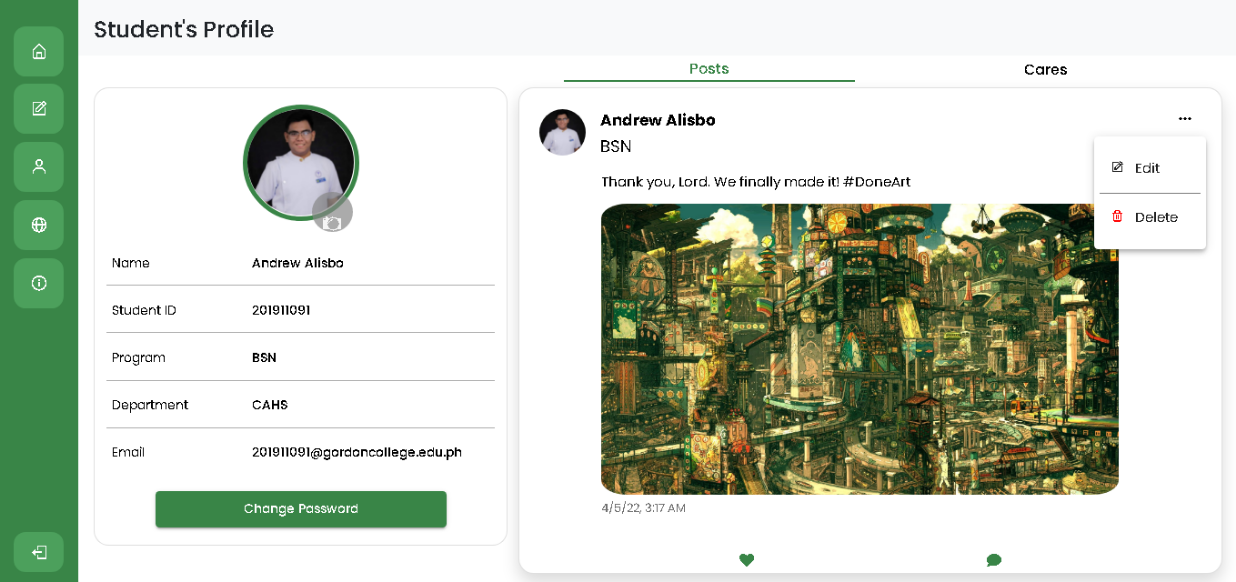 Student's Profile
Posts
Cares
Name Andrew Alisbo
Student ID 201911091
Program BSN
Department CAHS
Email 201911091@gordoncollege.edu.ph
Change Password
Andrew Alisbo
BSN
Thank you, Lord. We finally made it! #DoneArt
Edit
Delete
4/5/22, 3:17 AM